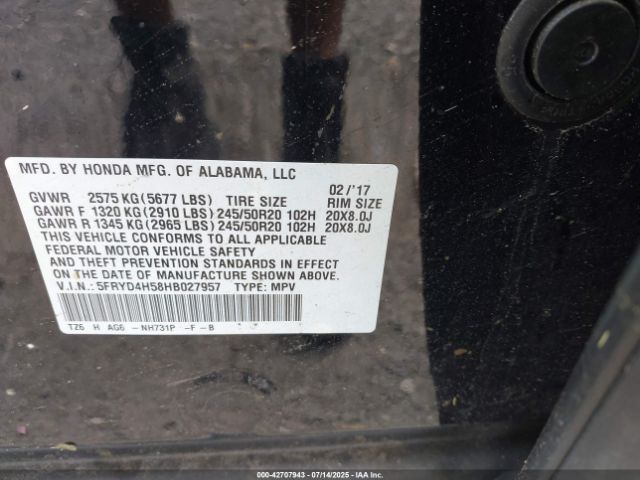 MFD. BY HONDA MFG. OF ALABAMA, LLC
02/'17
GVWR 2575 KG(5677 LBS) TIRE SIZE RIM SIZE
GAWR F 1320 KG(2910 LBS)245/50R20 102H 20X8.0J
GAWR R 1345 KG(2965 LBS)245/50R20 102H 20X8.0J
THIS VEHICLE CONFORMS TO ALL APPLICABLE
FEDERAL MOTOR VEHICLE SAFETY
AND THEFT PREVENTION STANDARDS IN EFFECT
ON THE DATE OF MANUFACTURE SHOWN ABOVE.
V.I.N.:5FRYD4H58HB027957 TYPE: MPV
TZ6 H AG6 -NH731P -F-B
000-42707943 07/14/2025 IAAI.COM